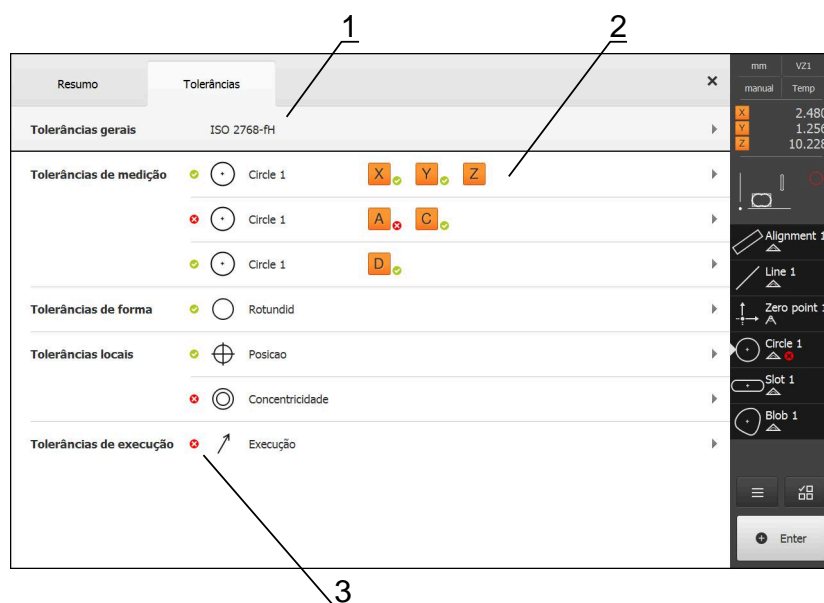 1
2
Resumo
Tolerâncias
×
Tolerâncias gerais
ISO 2768-fH
Tolerâncias de medição
Circle 1
X
Y
Z
Circle 1
A
C
Circle 1
D
Tolerâncias de forma
Rotundid
Tolerâncias locais
Posicao
Concentricidade
Tolerâncias de execução
Execução
3
mm
VZ1
manual
Temp
X 2.480
Y 1.256
Z 10.228
Alignment 1
Line 1
Zero point 1
Circle 1
Slot 1
Blob 1
Enter